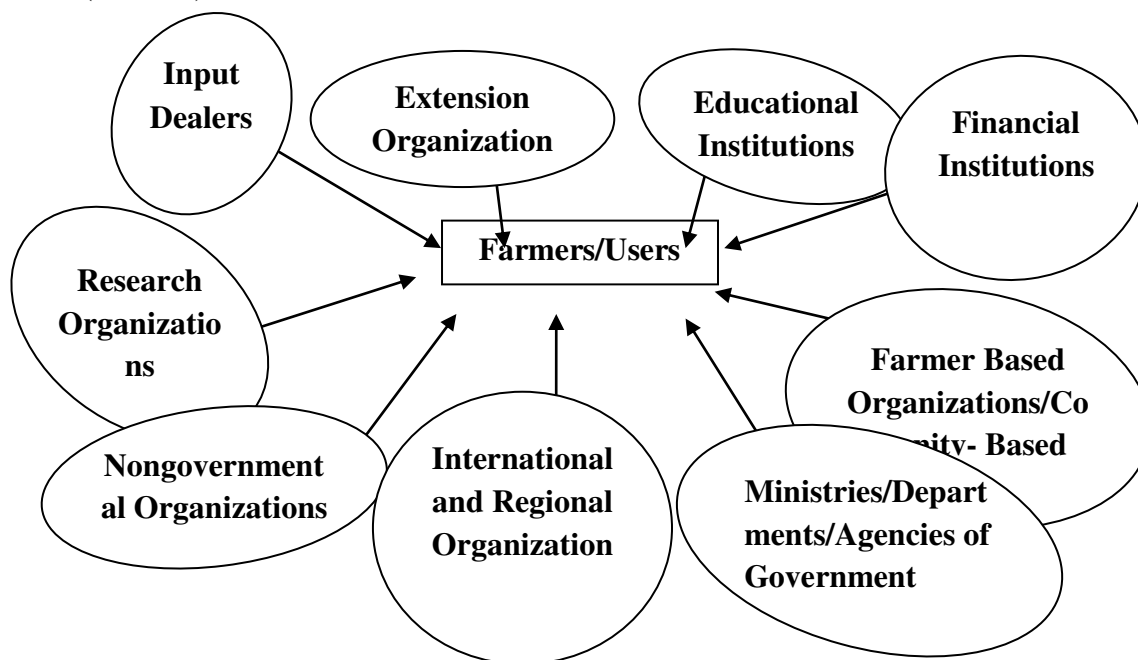 Input
Dealers
Extension
Organization
Educational
Institutions
Financial
Institutions
Farmers/Users
Research
Organizatio
ns
Farmer Based
Organizations/Co
Based
Nongovernment
al Organizations
International
and Regional
Organization
Ministries/Depart
ments/Agencies of
Government